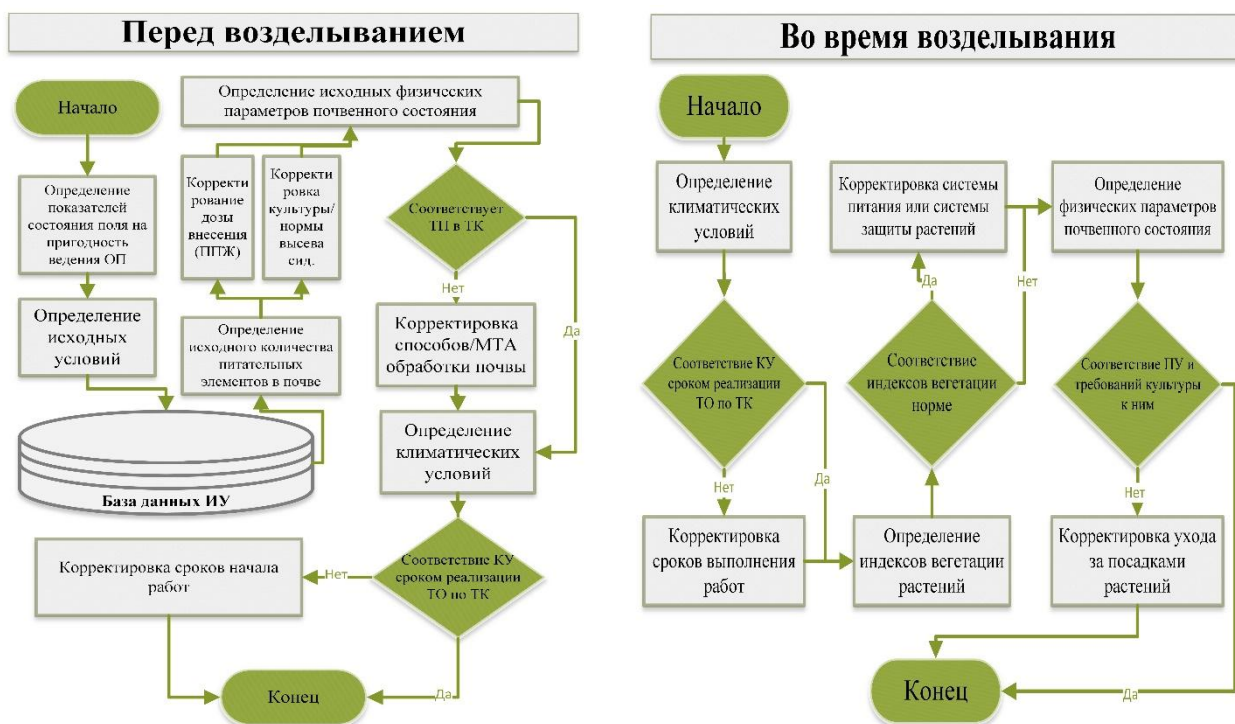 Перед возделыванием
Начало
Определение
показателей
состояния поля на
пригодность
ведения ОП
Определение
исходных
условий
База данных ИУ
Определение
исходного количества
питательных
элементов в почве
Корректи
рование
дозы
внесения
(ППЖ)
Корректи
ровка
культуры/
нормы
высева
сид.
Определение исходных физических
параметров почвенного состояния
Соответствует
ТП в ТК
Нет
Да
Корректировка
способов/МТА
обработки почвы
Определение
климатических
условий
Соответствие КУ
сроком реализации
ТО по ТК
Нет
Да
Корректировка сроков начала
работ
Конец
Во время возделывания
Начало
Определение
климатических
условий
Соответствие КУ
сроком реализации
ТО по ТК
Нет
Да
Корректировка
сроков выполнения
работ
Определение
индексов вегетации
растений
Соответствие
индексов вегетации
норме
Да
Нет
Корректировка системы
питания или системы
защиты растений
Определение
физических параметров
почвенного состояния
Соответствие ПУ и
требований культуры
к ним
Нет
Да
Корректировка ухода
за посадками
растений
Конец